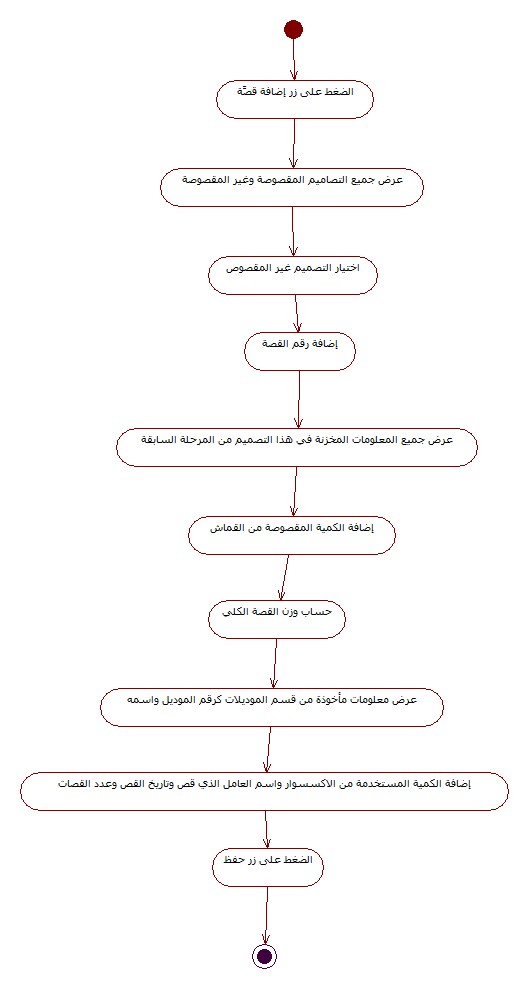 الضغط على زر إضافة قصّة
عرض جميع التصاميم المقصوصة وغير المقصوصة
اختيار التصميم غير المقصوص
إضافة رقم القصة
عرض جميع المعلومات المخزنة في هذا التصميم من المرحلة السابقة
إضافة الكمية المقصوصة من القماش
حساب وزن القصة الكلي
عرض معلومات مأخوذة من قسم الموديلات كرقم الموديل واسمه
إضافة الكمية المستخدمة من الاكسسوار واسم العامل الذي قص وتاريخ القص وعدد القصات
الضغط على زر حفظ